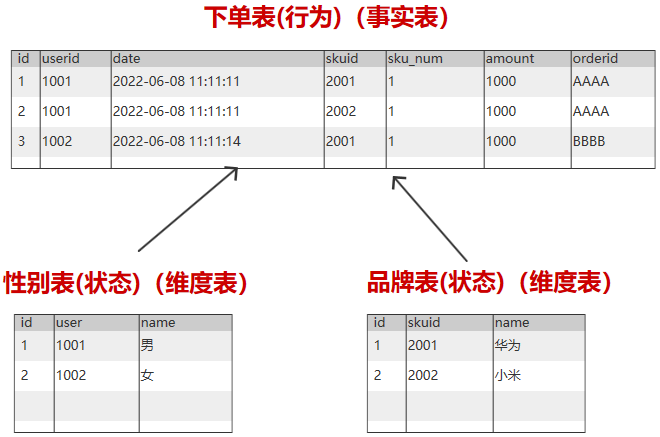 下单表(行为)（事实表）
id userid date skuid sku_num amount orderid
1 1001 2022-06-08 11:11:11 2001 1 1000 AAAA
2 1001 2022-06-08 11:11:11 2002 1 1000 AAAA
3 1002 2022-06-08 11:11:14 2001 1 1000 BBBB
性别表(状态)（维度表）
id user name
1 1001 男
2 1002 女
品牌表(状态)（维度表）
id skuid name
1 2001 华为
2 2002 小米